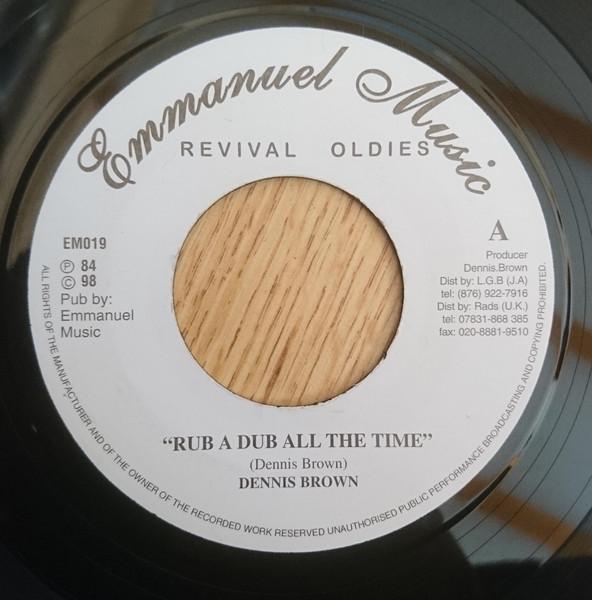 Emmanuel Music
REVIVAL OLDIES
EM019
Ⓟ 84
© 98
Pub by:
Emmanuel
Music
A
Producer
Dennis.Brown
Dist by: L.G.B (J.A)
tel: (876) 922-7916
Dist by: Rads (U.K.)
tel: 07831-868 385
fax: 020-8881-9510
“RUB A DUB ALL THE TIME”
(Dennis Brown)
DENNIS BROWN
ALL RIGHTS OF THE MANUFACTURER AND OF THE OWNER OF THE RECORDED WORK RESERVED UNAUTHORISED PUBLIC PERFORMANCE BROADCASTING AND COPYING PROHIBITED.